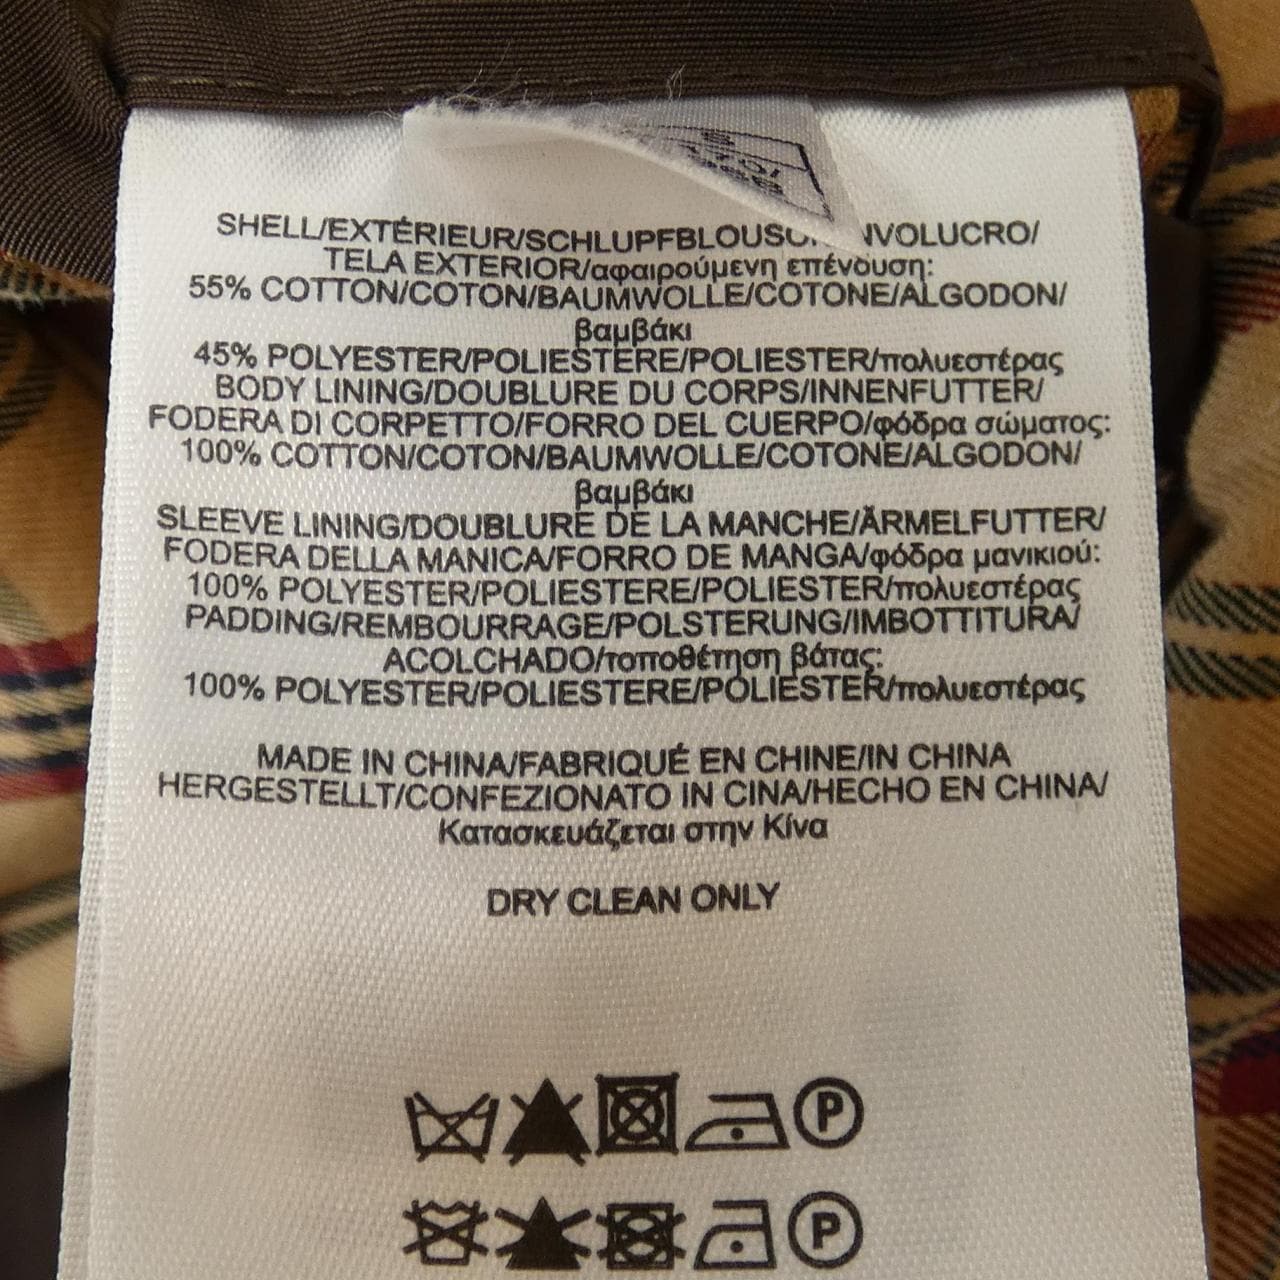 SHELL/EXTÉRIEUR/SCHLUPFBLOUSON/INVOLUCRO/
TELA EXTERIOR/αφαιρούμενη επένδυση:
55% COTTON/COTON/BAUMWOLLE/COTONE/ALGODON/
βαμβάκι
45% POLYESTER/POLIESTERE/POLIESTER/πολυεστέρας
BODY LINING/DOUBLURE DU CORPS/INNENFUTTER/
FODERA DI CORPETTO/FORRO DEL CUERPO/φόδρα σώματος:
100% COTTON/COTON/BAUMWOLLE/COTONE/ALGODON/
βαμβάκι
SLEEVE LINING/DOUBLURE DE LA MANCHE/ÄRMELFUTTER/
FODERA DELLA MANICA/FORRO DE MANGA/φόδρα μανικιού:
100% POLYESTER/POLIESTERE/POLIESTER/πολυεστέρας
PADDING/REMBOURRAGE/POLSTERUNG/IMBOTTITURA/
ACOLCHADO/τοποθέτηση βάτας:
100% POLYESTER/POLIESTERE/POLIESTER/πολυεστέρας
MADE IN CHINA/FABRIQUÉ EN CHINE/IN CHINA
HERGESTELLT/CONFEZIONATO IN CINA/HECHO EN CHINA/
Κατασκευάζεται στην Κίνα
DRY CLEAN ONLY
P
P